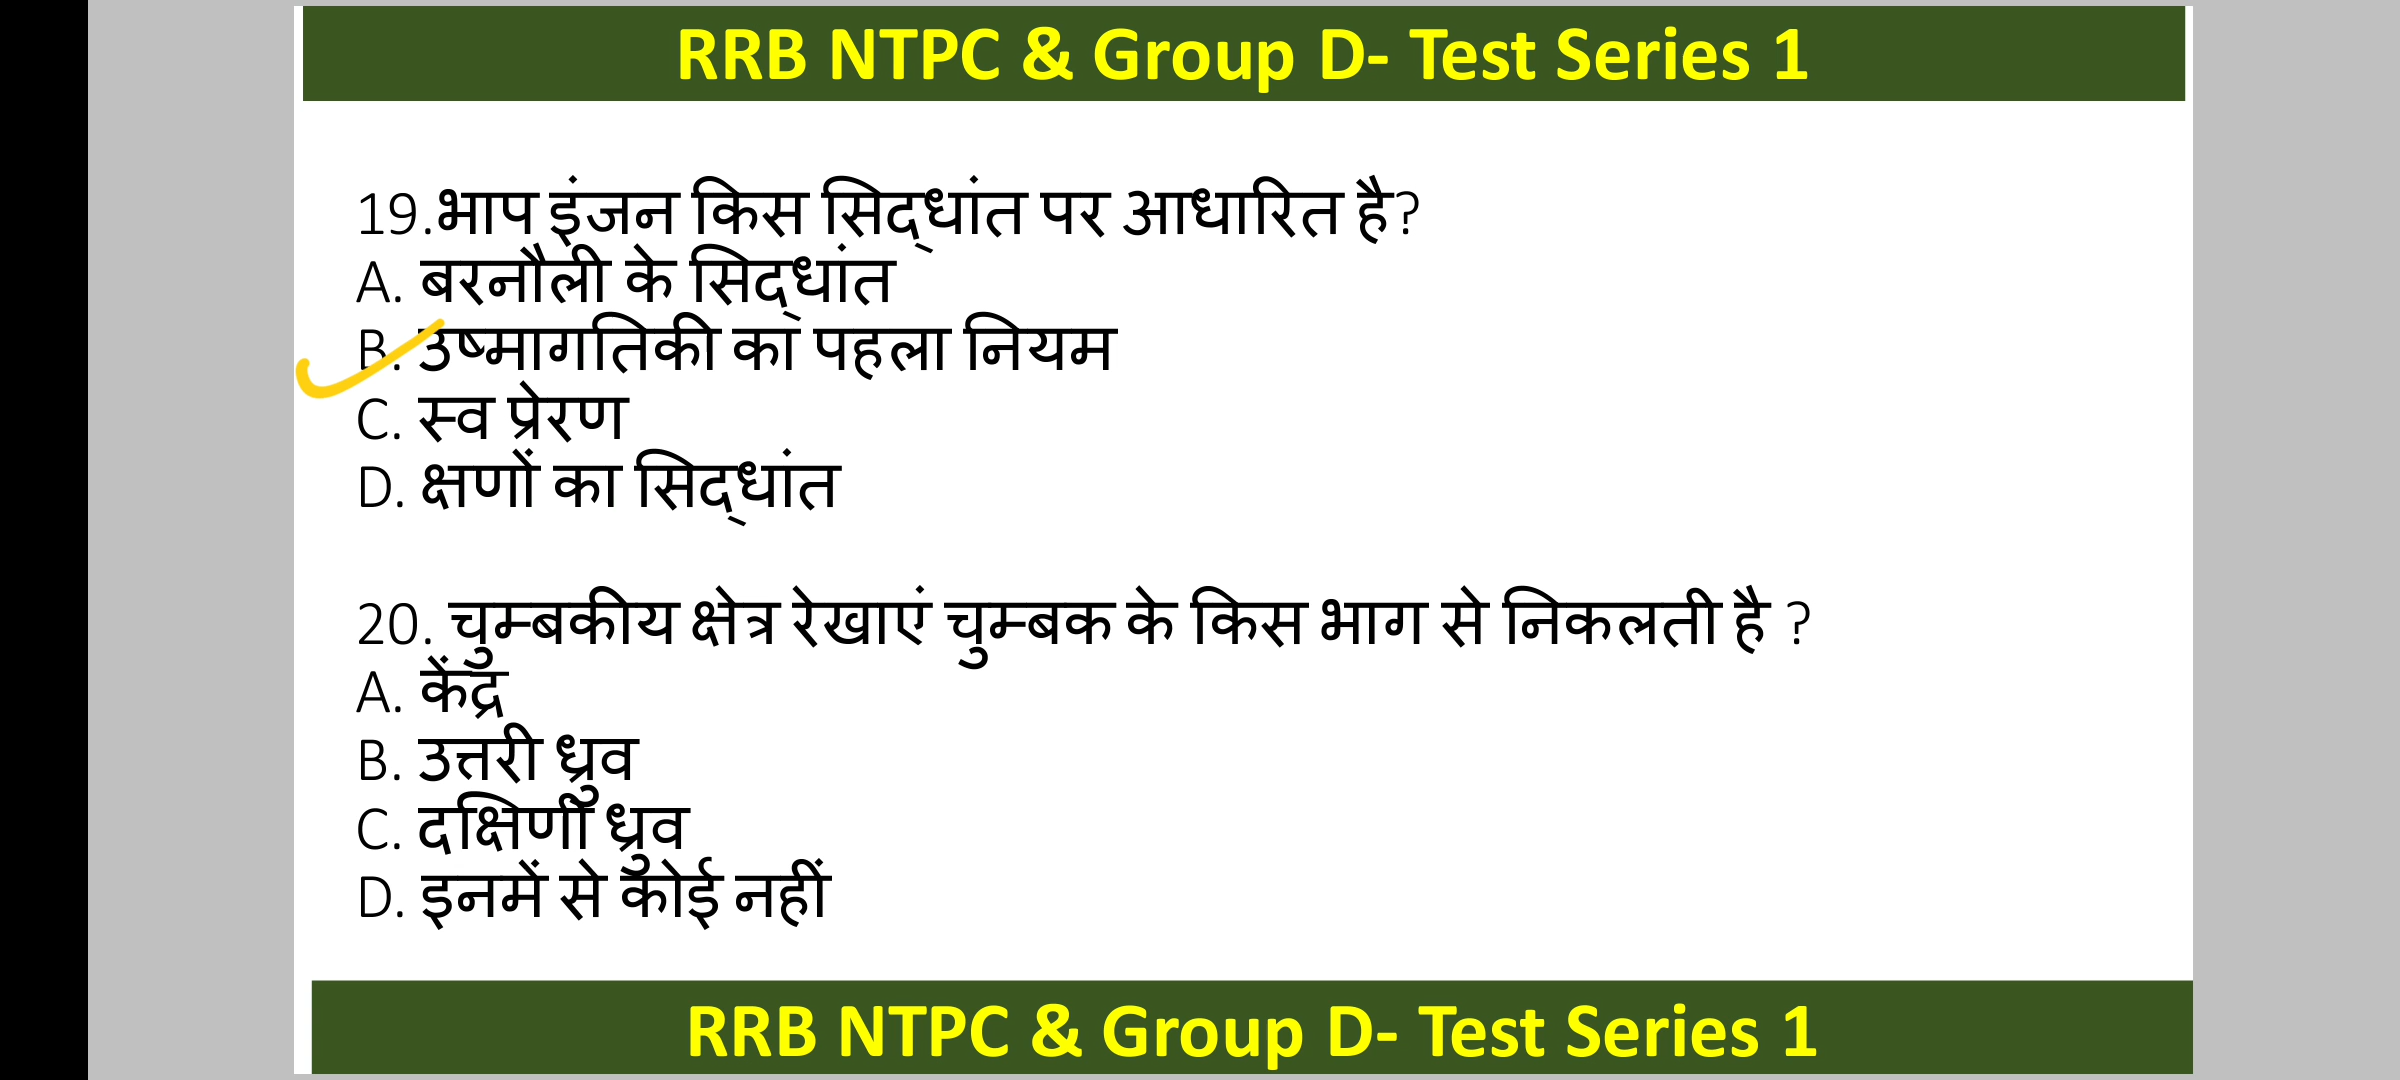 RRB NTPC & Group D- Test Series 1
19.भाप इंजन किस सिद्धांत पर आधारित है?
A. बरनौली के सिद्धांत
B. उष्मागतिकी का पहला नियम
C. स्व प्रेरण
D. क्षणों का सिद्धांत
20. चुम्बकीय क्षेत्र रेखाएं चुम्बक के किस भाग से निकलती है ?
A. केंद्र
B. उत्तरी ध्रुव
C. दक्षिणी ध्रुव
D. इनमें से कोई नहीं
RRB NTPC & Group D- Test Series 1